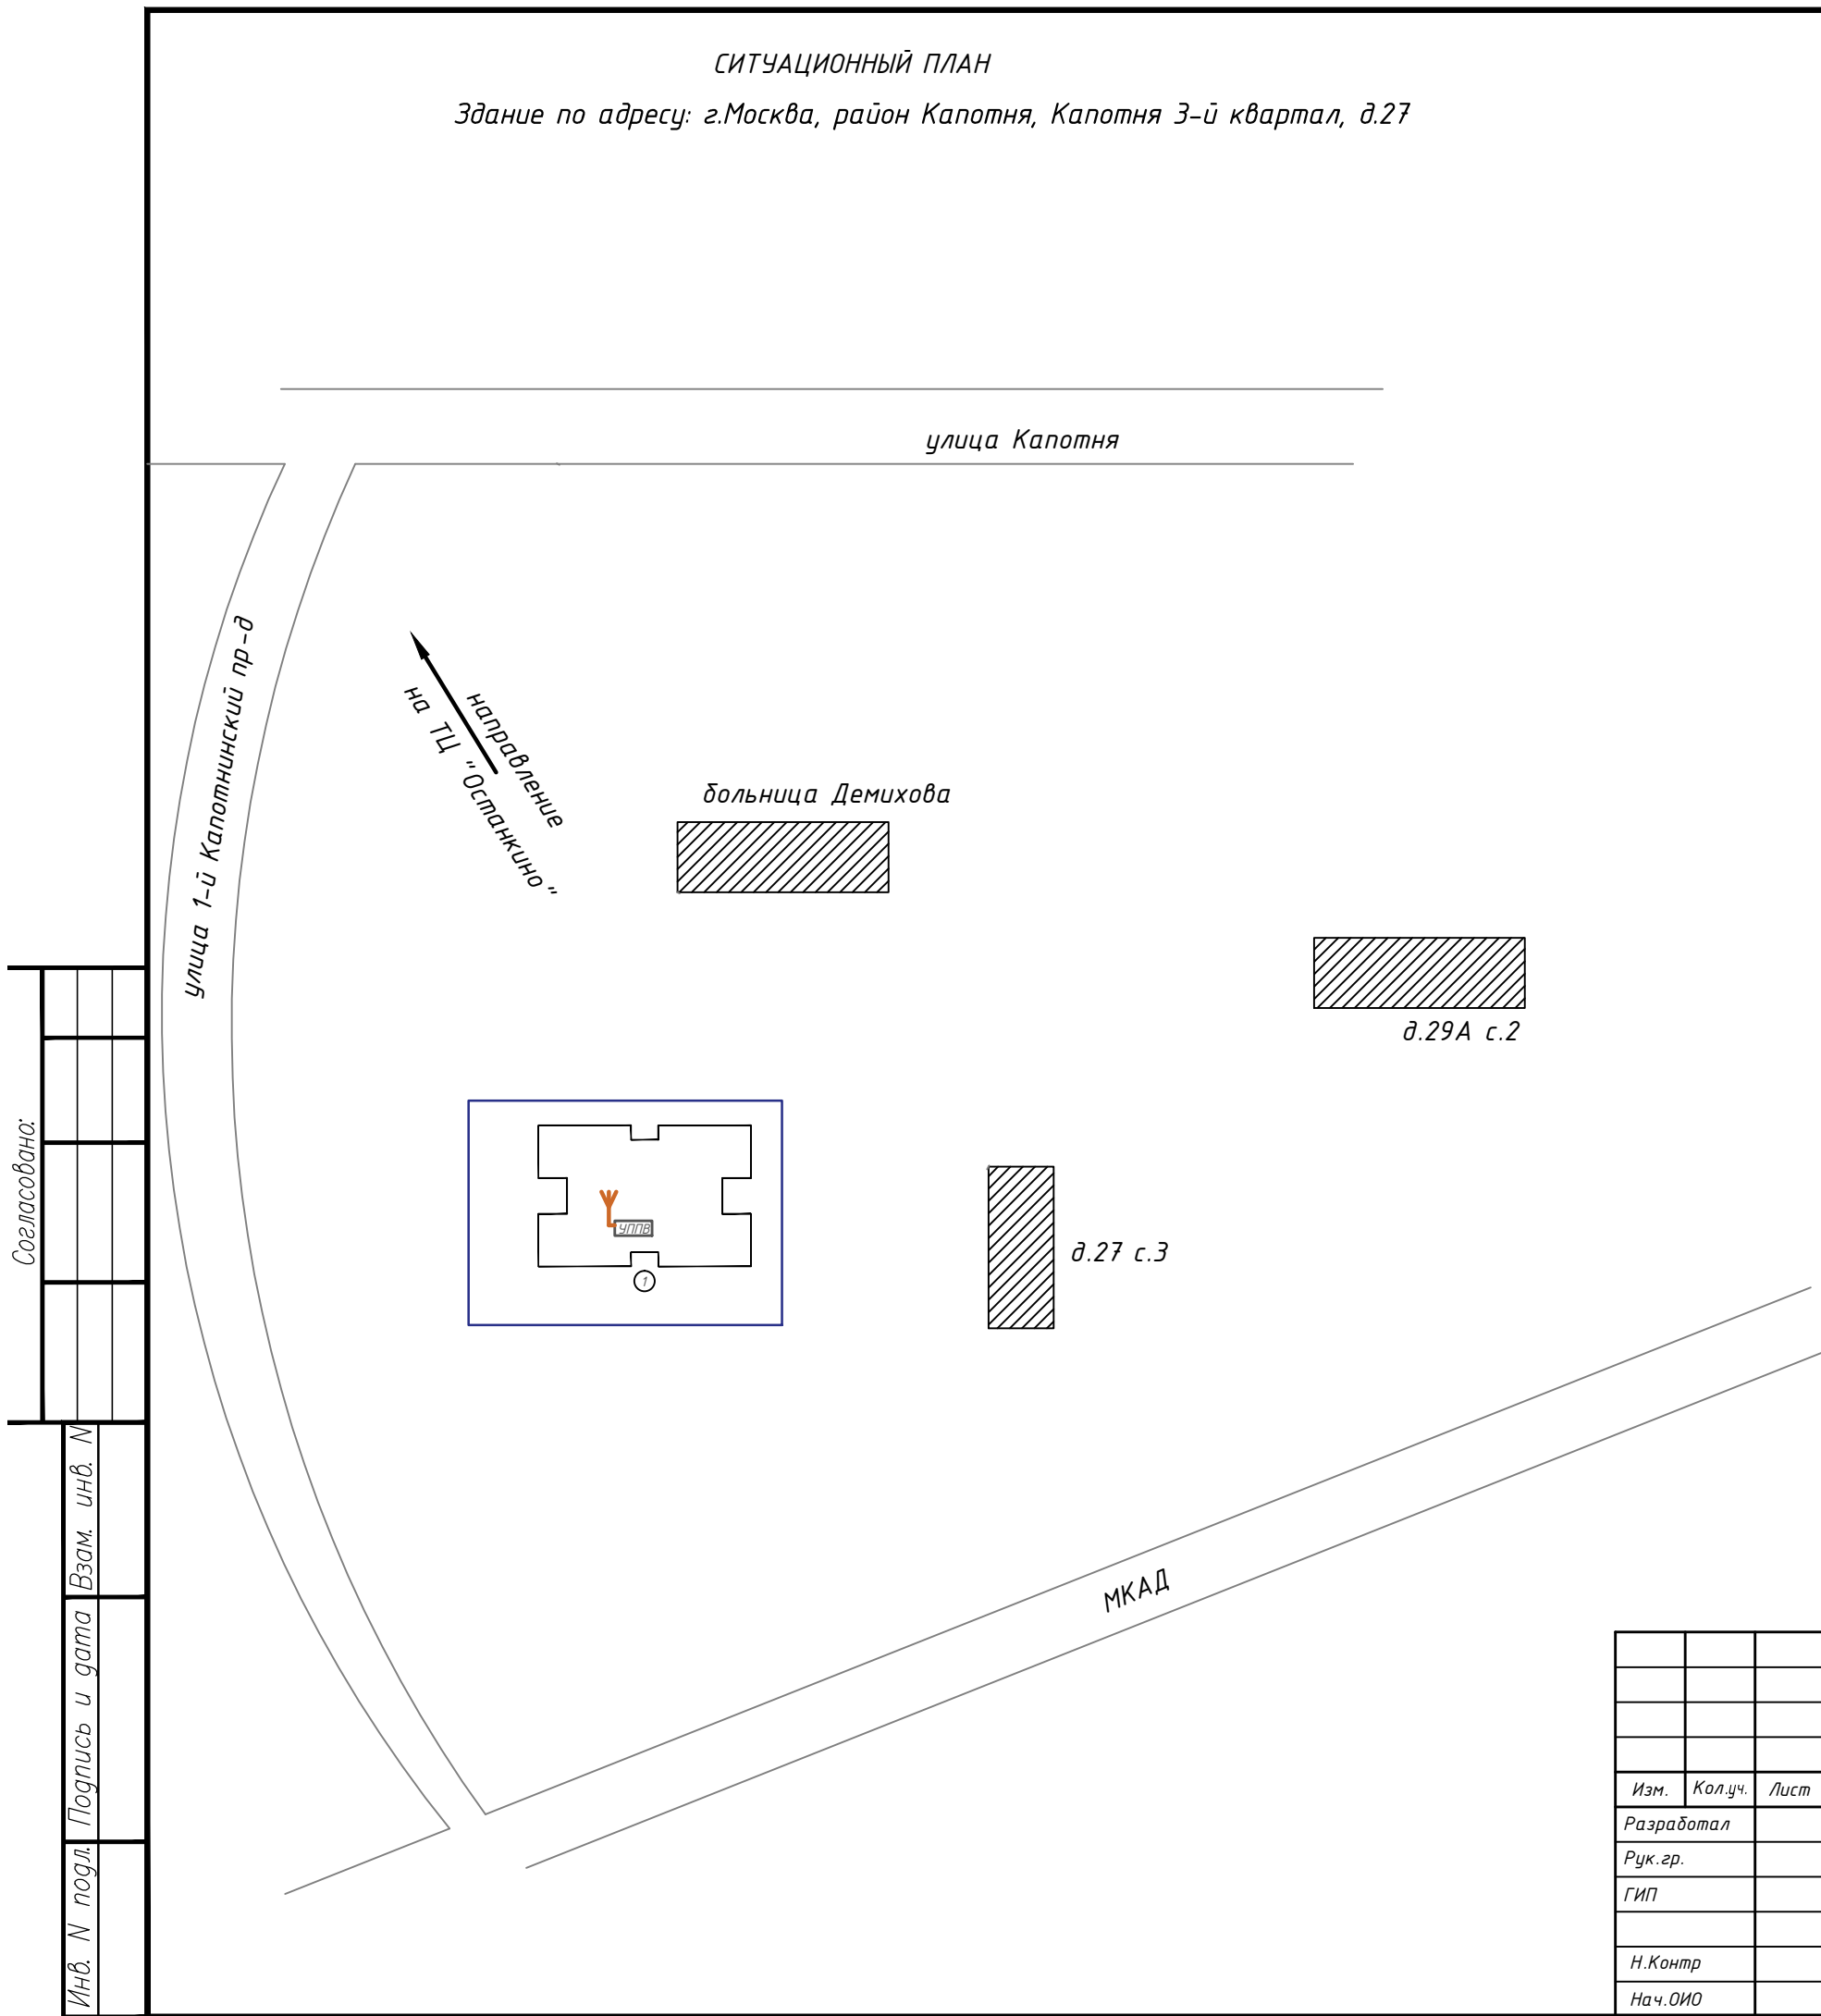 СИТУАЦИОННЫЙ ПЛАН
Здание по адресу: г.Москва, район Капотня, Капотня 3-й квартал, д.27
улица Капотня
улица 1-й Капотнинский пр-д
направление
на ТЦ "Останкино"
больница Демихова
д.29А с.2
УППВ
1
д.27 с.3
МКАД
Согласовано:
Взам. инв. N
Подпись и дата
Инв. N подл.
Изм. Кол.уч. Лист
Разработал
Рук.гр.
ГИП
Н.Контр
Нач.ОИО